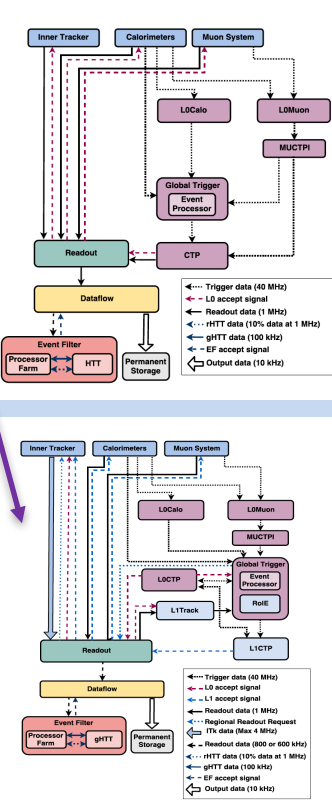 Inner Tracker
Calorimeters
Muon System
L0Calo
L0Muon
MUCTPI
Global Trigger
Event
Processor
Readout
CTP
Dataflow
Event Filter
Processor
Farm
HTT
Permanent
Storage
Trigger data (40 MHz)
L0 accept signal
Readout data (1 MHz)
rHTT data (10% data at 1 MHz)
gHTT data (100 kHz)
EF accept signal
Output data (10 kHz)
Inner Tracker
Calorimeters
Muon System
L0Calo
L0Muon
MUCTPI
Global Trigger
Event
Processor
RoIE
L0CTP
L1Track
Readout
L1CTP
Dataflow
Event Filter
Processor
Farm
gHTT
Permanent
Storage
Trigger data (40 MHz)
L0 accept signal
L1 accept signal
Readout data (1 MHz)
Regional Readout Request
ITk data (Max 4 MHz)
Readout data (800 or 600 kHz)
rHTT data (10% data at 1 MHz)
gHTT data (100 kHz)
EF accept signal
Output data (10 kHz)